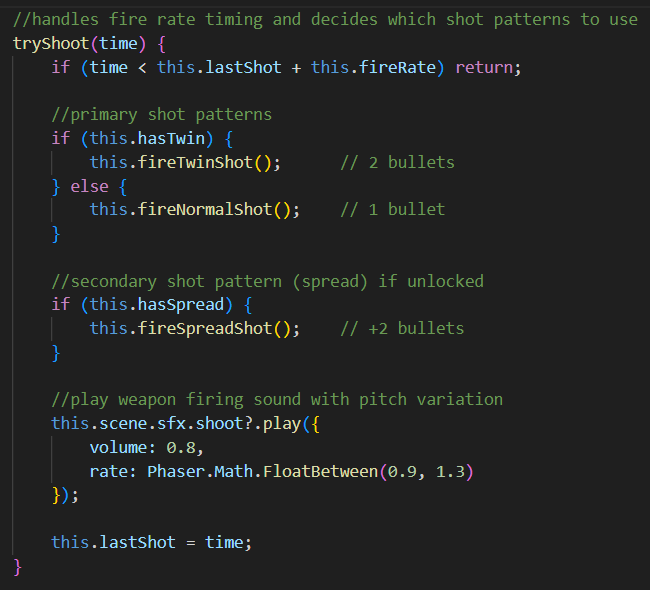 //handles fire rate timing and decides which shot patterns to use
tryShoot(time) {
    if (time < this.lastShot + this.fireRate) return;

    //primary shot patterns
    if (this.hasTwin) {
        this.fireTwinShot();      // 2 bullets
    } else {
        this.fireNormalShot();    // 1 bullet
    }

    //secondary shot pattern (spread) if unlocked
    if (this.hasSpread) {
        this.fireSpreadShot();    // +2 bullets
    }

    //play weapon firing sound with pitch variation
    this.scene.sfx.shoot?.play({
        volume: 0.8,
        rate: Phaser.Math.FloatBetween(0.9, 1.3)
    });

    this.lastShot = time;
}